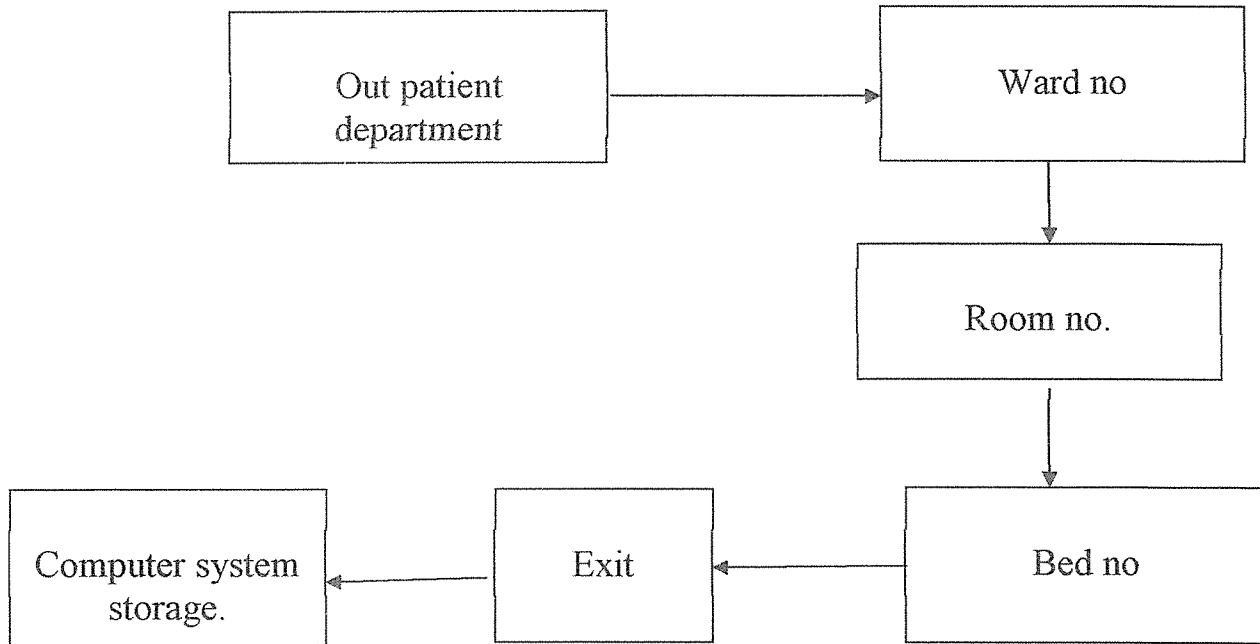 Out patient
department
Ward no
Room no.
Bed no
Exit
Computer system
storage.